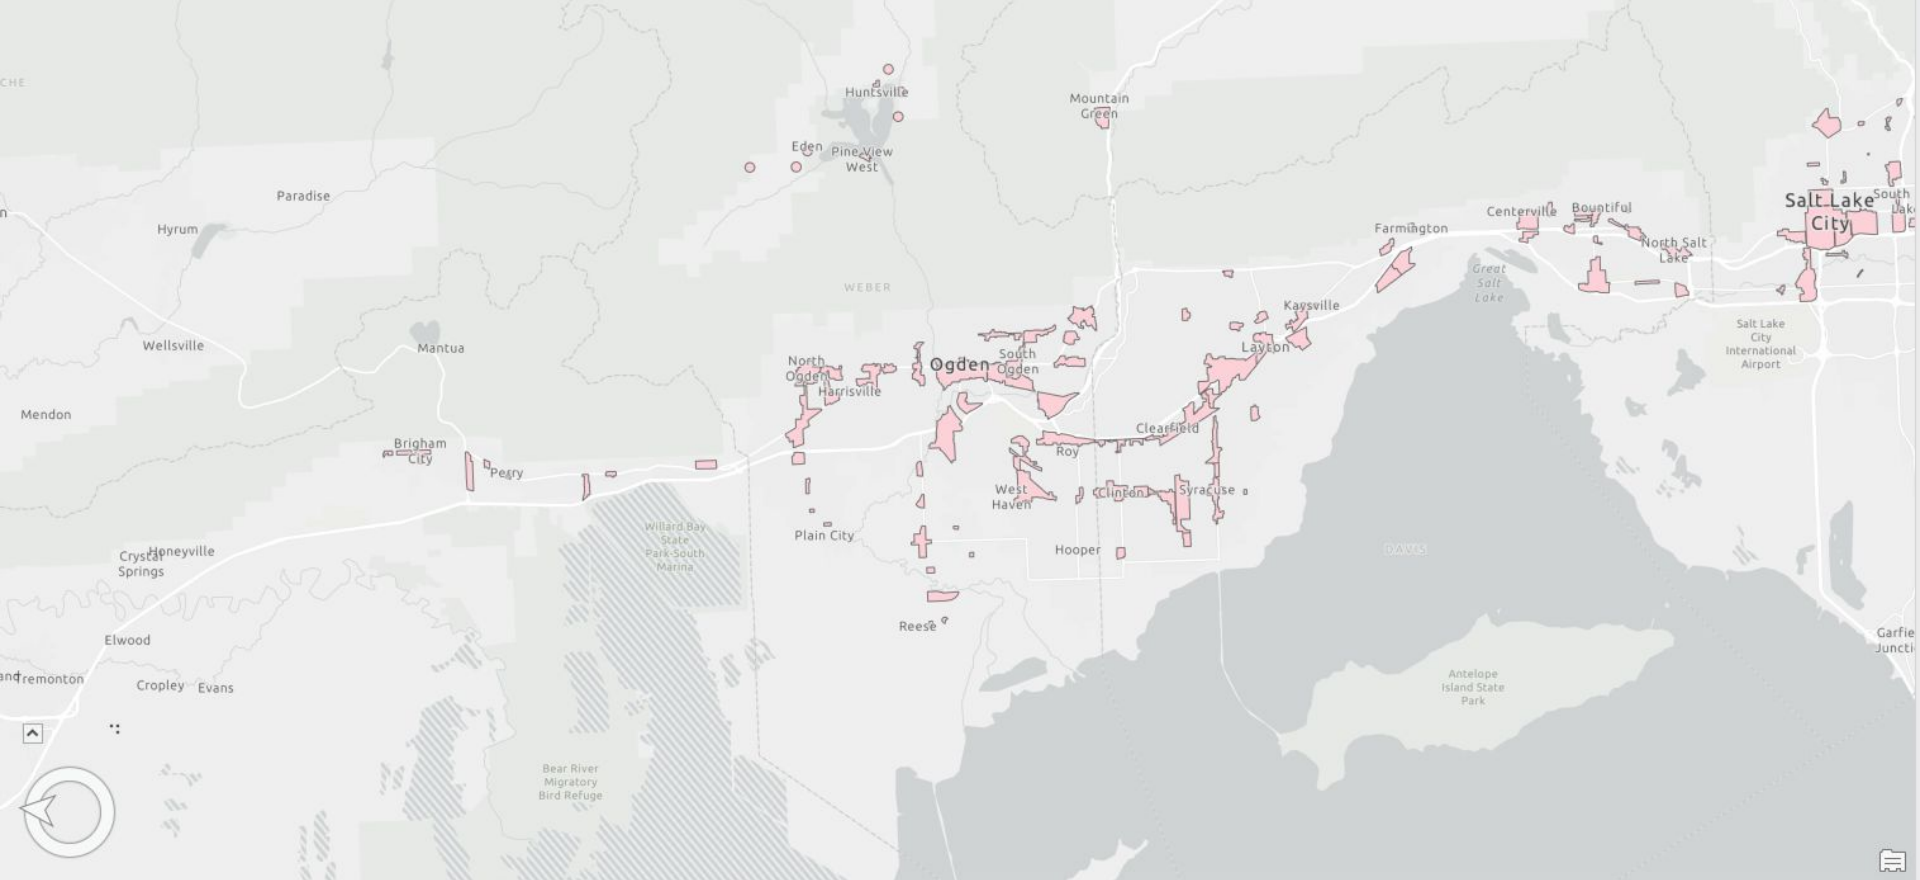 CHE
Huntsville
Mountain
Green
Eden
Pine View
West
Paradise
Hyrum
Salt Lake
City
South
Lake
Centerville
Bountiful
Farmington
North Salt
Lake
Great
Salt
Lake
WEBER
Kaysville
Wellsville
Mantua
Layton
Salt Lake
City
International
Airport
North
Ogden
Ogden
South
Ogden
Harrisville
Mendon
Brigham
City
Perry
Clearfield
Roy
West
Haven
Clinton
Syracuse
Willard Bay
State
Park-South
Marina
Plain City
Hooper
DAVIS
Crystal
Springs
Honeyville
Reese
Elwood
Tremonton
Cropley
Evans
Garfie
Juncti
Antelope
Island State
Park
Bear River
Migratory
Bird Refuge